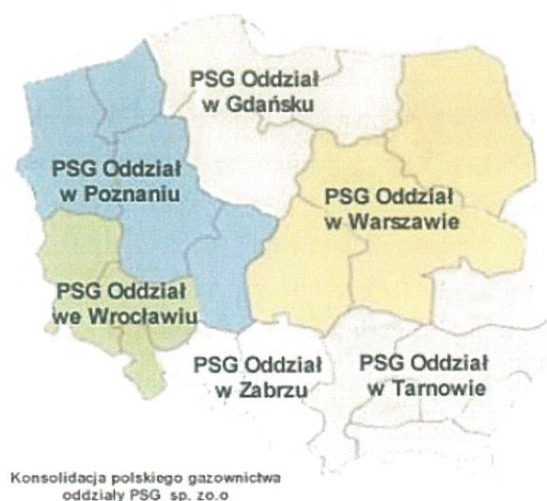 PSG Oddział
w Gdańsku
PSG Oddział
w Poznaniu
PSG Oddział
w Warszawie
PSG Oddział
we Wrocławiu
PSG Oddział
w Zabrzu
PSG Oddział
w Tarnowie
Konsolidacja polskiego gazownictwa
oddziały PSG sp. zo.o